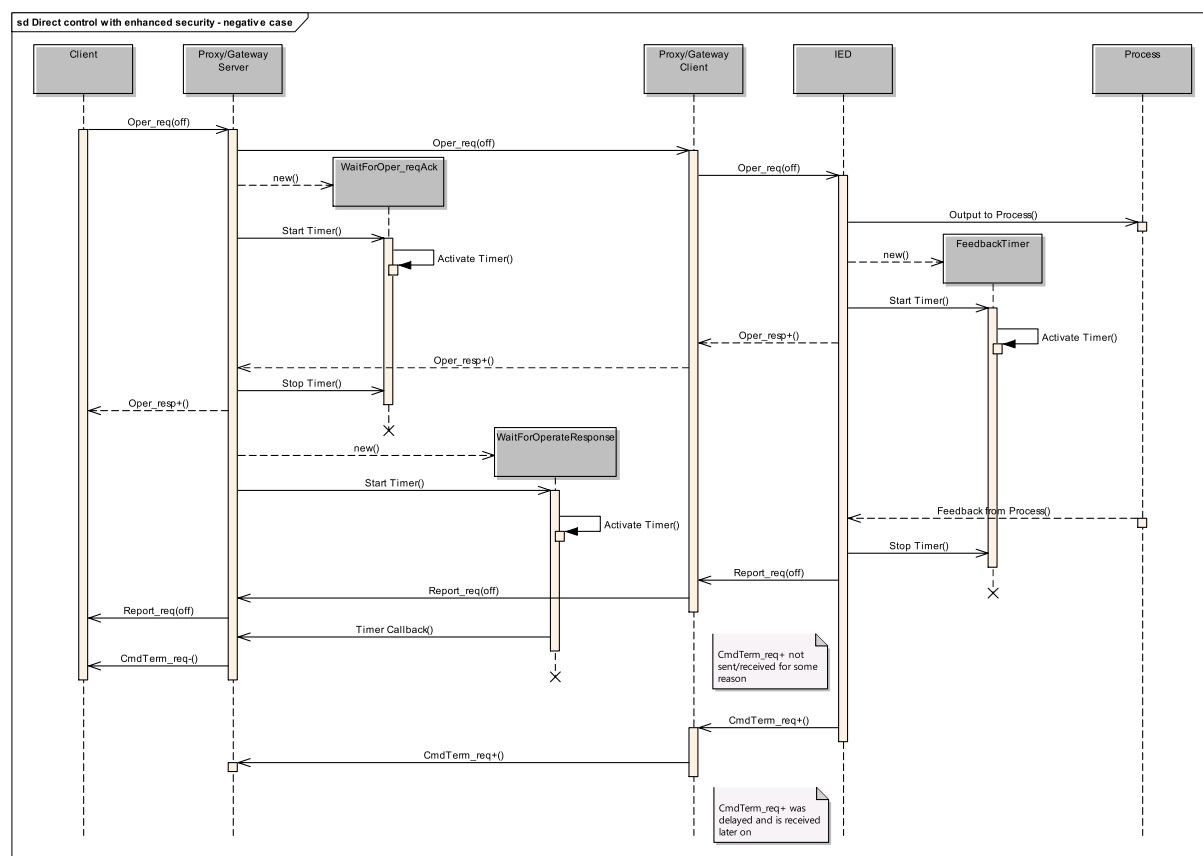 sd Direct control with enhanced security - negative case
Client
Proxy/Gateway
Server
Proxy/Gateway
Client
IED
Process
Oper_req(off)
Oper_req(off)
WaitForOper_reqAck
Oper_req(off)
new()
Output to Process()
Start Timer()
FeedbackTimer
new()
Activate Timer()
Start Timer()
Oper_resp+()
Activate Timer()
Oper_resp+()
Stop Timer()
Oper_resp+()
WaitForOperateResponse
new()
Start Timer()
Feedback from Process()
Activate Timer()
Stop Timer()
Report_req(off)
Report_req(off)
Report_req(off)
Timer Callback()
CmdTerm_req+ not
sent/received for some
reason
CmdTerm_req-()
CmdTerm_req+()
CmdTerm_req+()
CmdTerm_req+ was
delayed and is received
later on